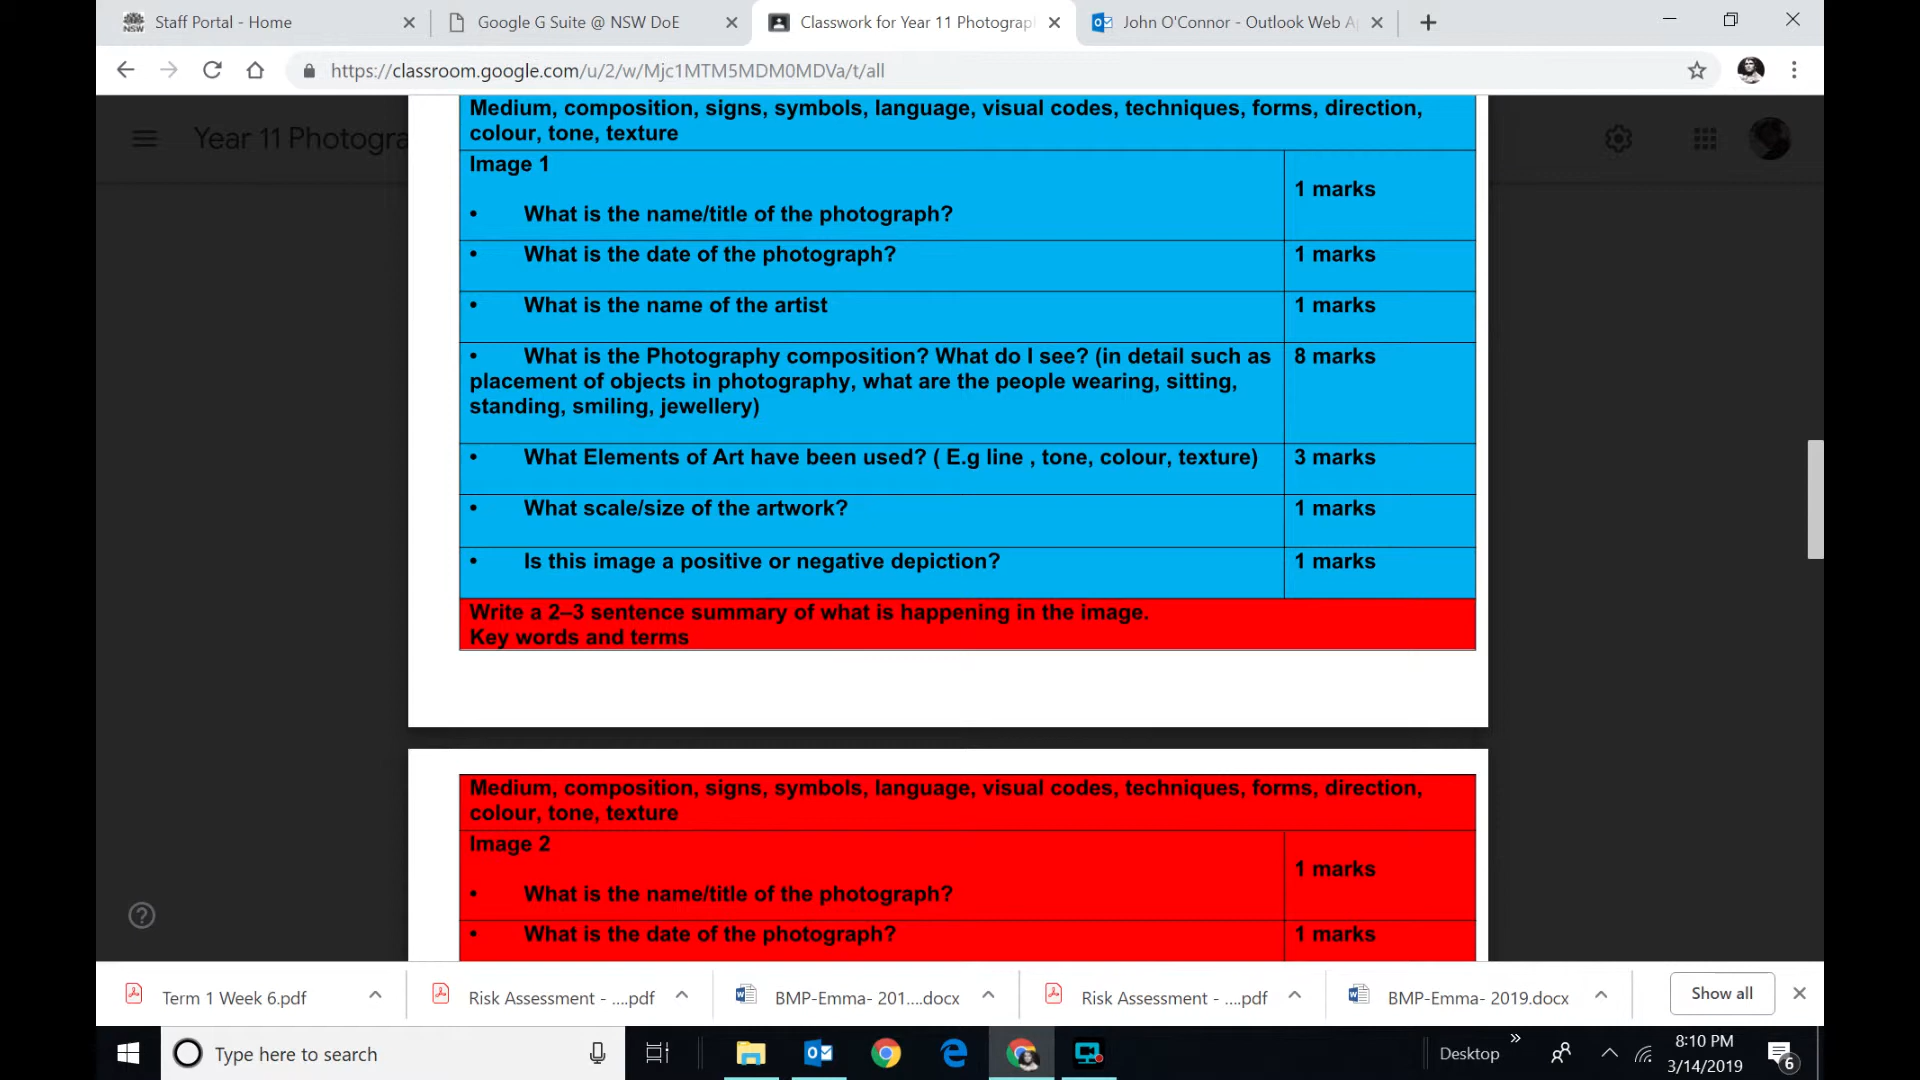 Staff Portal - Home
Google G Suite @ NSW DoE
Classwork for Year 11 Photograp
John O'Connor - Outlook Web A
https://classroom.google.com/u/2/w/Mjc1MTM5MDM0MDVa/t/all
Year 11 Photogra
Medium, composition, signs, symbols, language, visual codes, techniques, forms, direction,
colour, tone, texture
Image 1
1 marks
• What is the name/title of the photograph?
• What is the date of the photograph?
1 marks
• What is the name of the artist
1 marks
• What is the Photography composition? What do I see? (in detail such as
8 marks
placement of objects in photography, what are the people wearing, sitting,
standing, smiling, jewellery)
• What Elements of Art have been used? ( E.g line , tone, colour, texture)
3 marks
• What scale/size of the artwork?
1 marks
• Is this image a positive or negative depiction?
1 marks
Write a 2–3 sentence summary of what is happening in the image.
Key words and terms
Medium, composition, signs, symbols, language, visual codes, techniques, forms, direction,
colour, tone, texture
Image 2
1 marks
• What is the name/title of the photograph?
• What is the date of the photograph?
1 marks
Term 1 Week 6.pdf
Risk Assessment - ....pdf
BMP-Emma- 201....docx
Risk Assessment - ....pdf
BMP-Emma- 2019.docx
Show all
Type here to search
Desktop
8:10 PM
3/14/2019
6